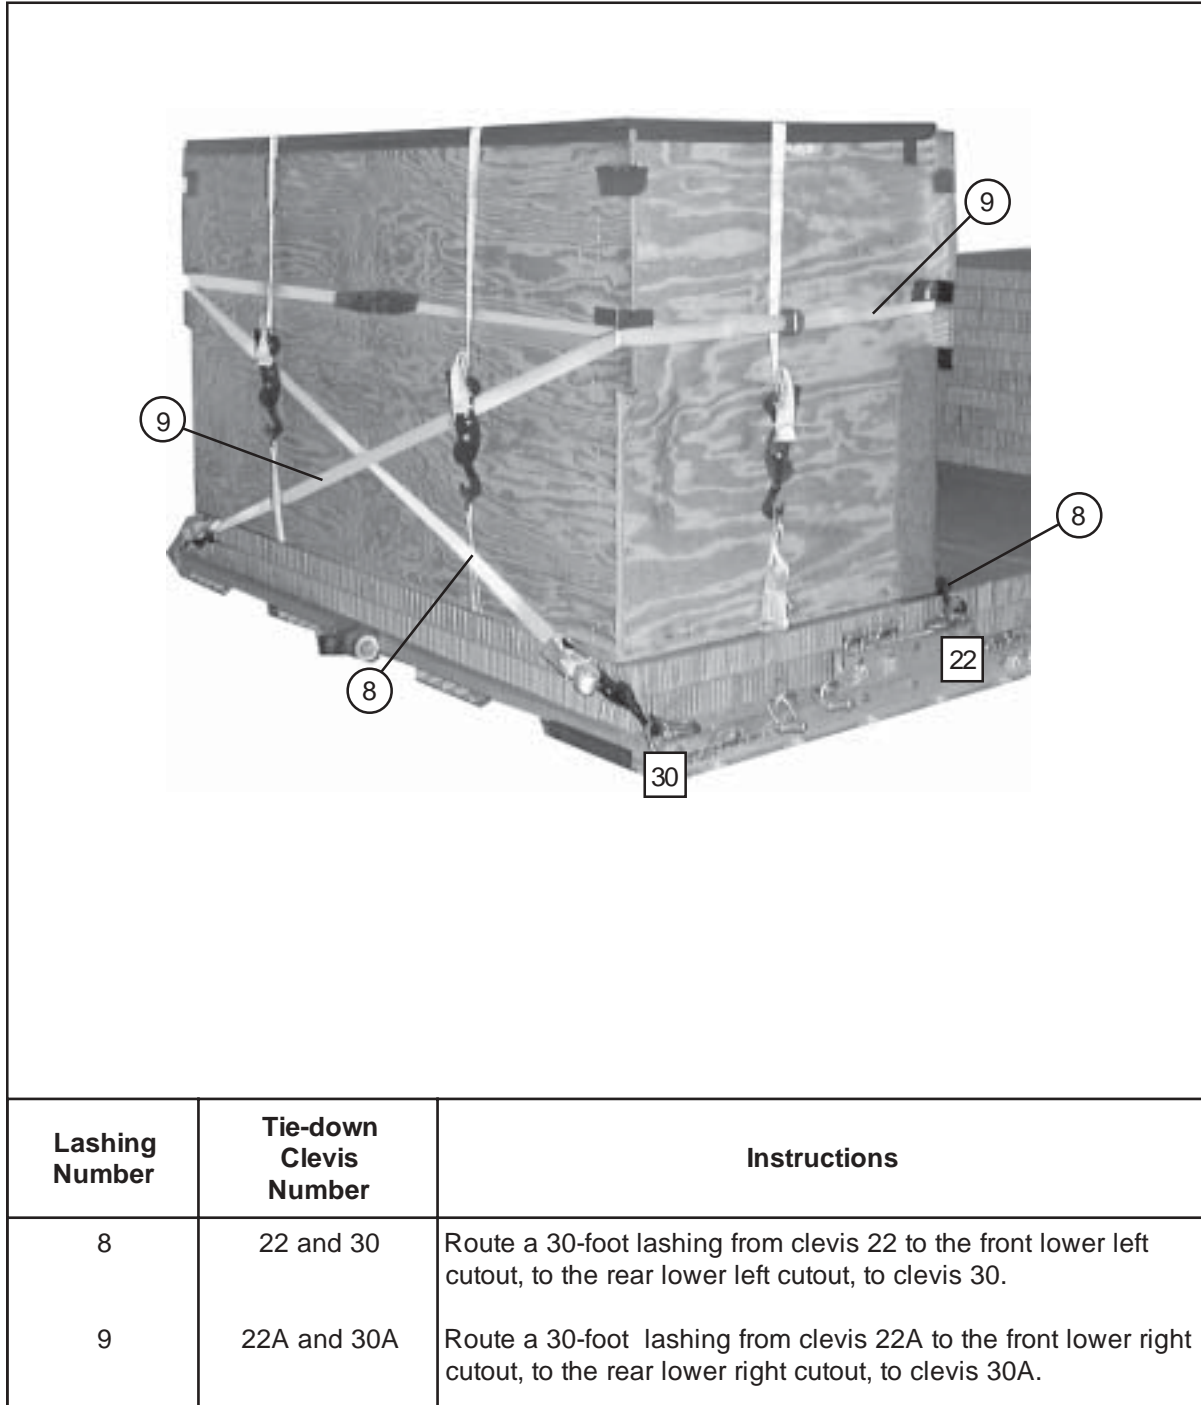 9
9
8
8
22
30
Lashing Number
Tie-down Clevis Number
Instructions
8
22 and 30
Route a 30-foot lashing from clevis 22 to the front lower left
cutout, to the rear lower left cutout, to clevis 30.
9
22A and 30A
Route a 30-foot lashing from clevis 22A to the front lower right
cutout, to the rear lower right cutout, to clevis 30A.